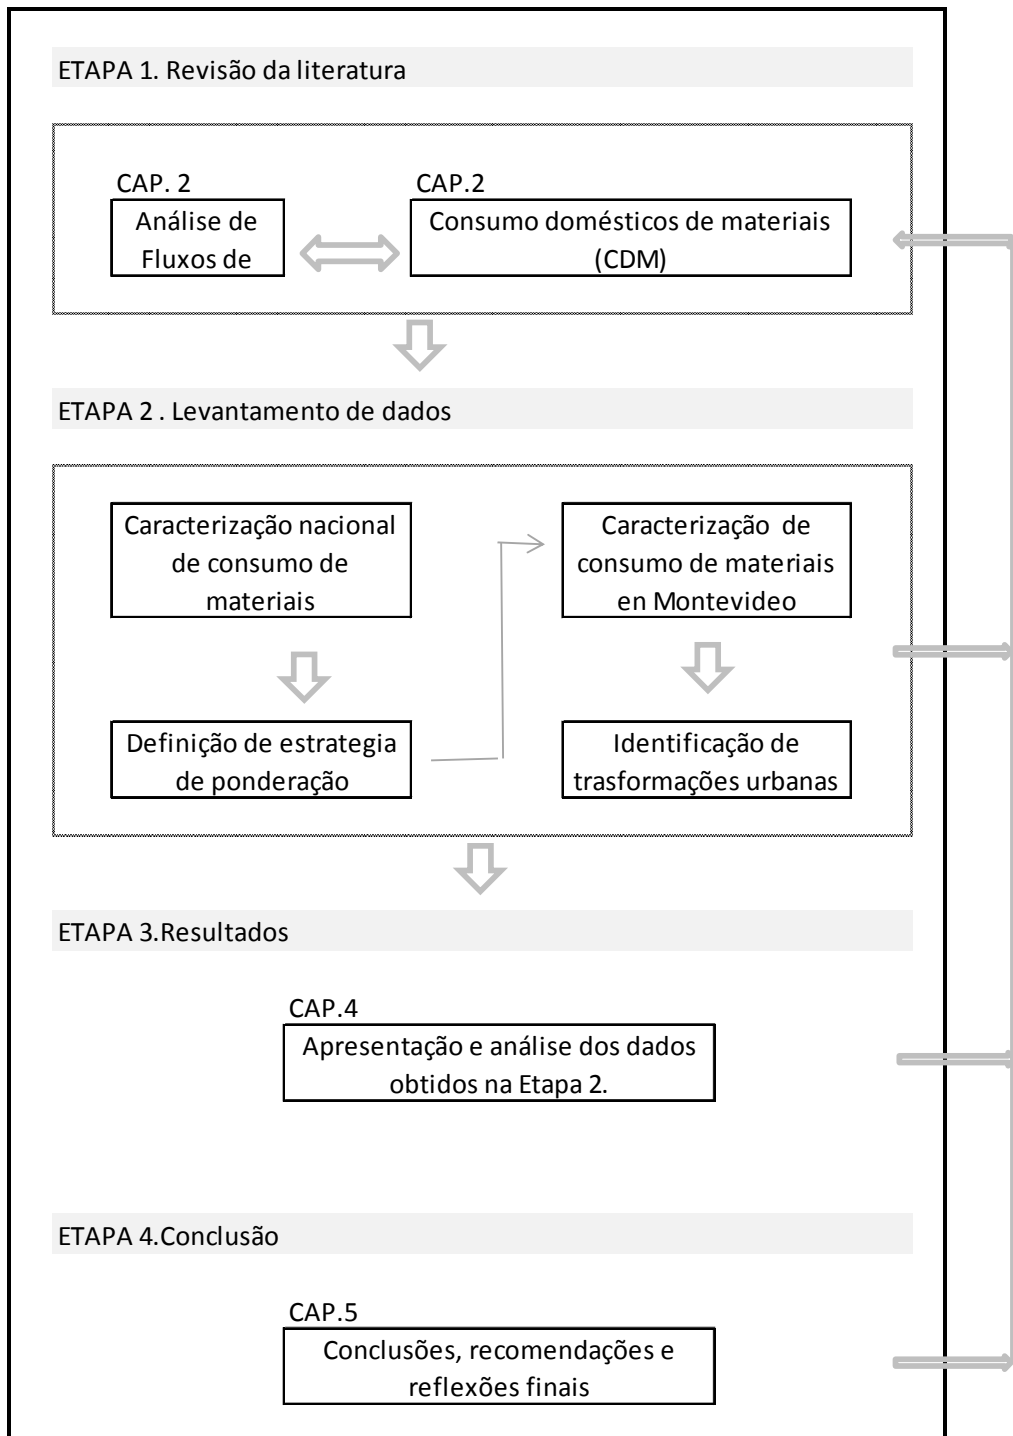 ETAPA 1. Revisão da literatura
CAP. 2
Análise de
Fluxos de
CAP.2
Consumo domésticos de materiais
(CDM)
ETAPA 2 . Levantamento de dados
Caracterização nacional
de consumo de
materiais
Definição de estrategia
de ponderação
Caracterização de
consumo de materiais
en Montevideo
Identificação de
trasformações urbanas
ETAPA 3.Resultados
CAP.4
Apresentação e análise dos dados
obtidos na Etapa 2.
ETAPA 4.Conclusão
CAP.5
Conclusões, recomendações e
reflexões finais